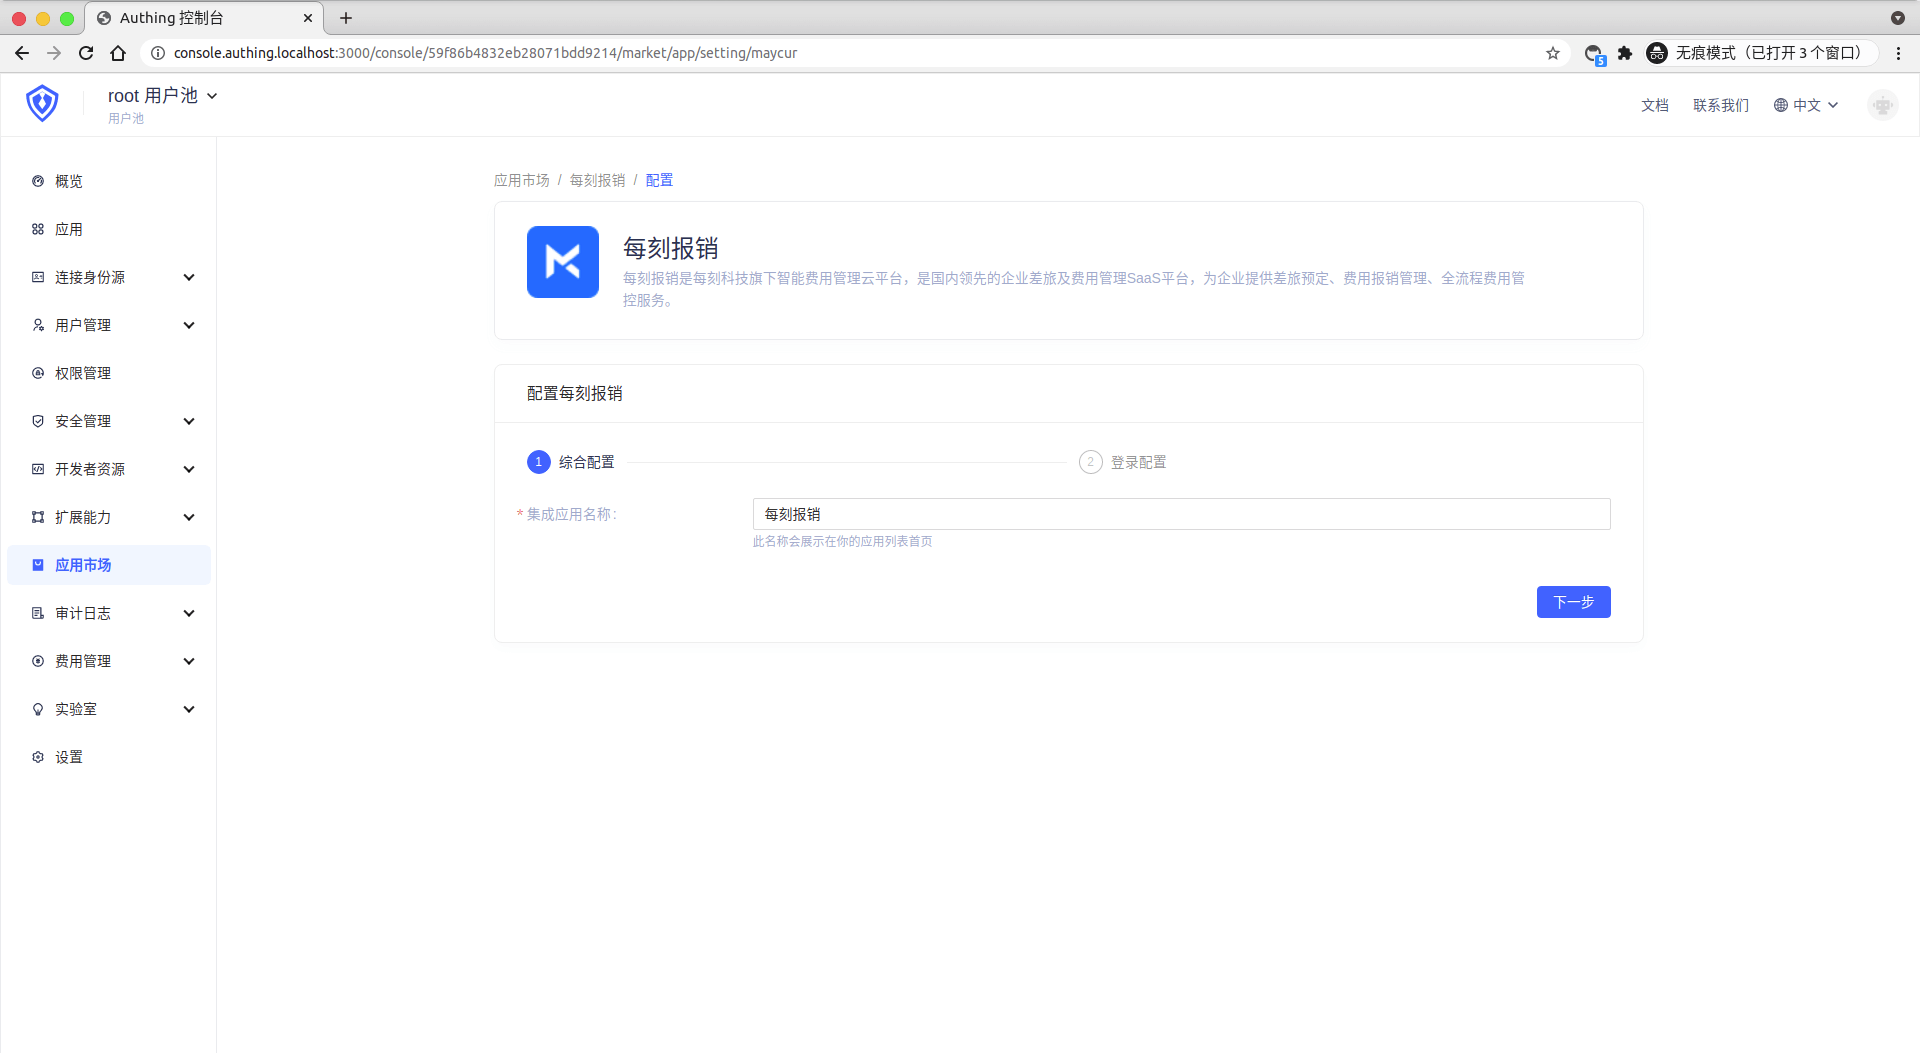 Authing 控制台
console.authing.localhost:3000/console/59f86b4832eb28071bdd9214/market/app/setting/maycur
5
无痕模式（已打开 3 个窗口）
root 用户池
用户池
文档
联系我们
中文
概览
应用
连接身份源
用户管理
权限管理
安全管理
开发者资源
扩展能力
应用市场
审计日志
费用管理
实验室
设置
应用市场 / 每刻报销 / 配置
每刻报销
每刻报销是每刻科技旗下智能费用管理云平台，是国内领先的企业差旅及费用管理SaaS平台，为企业提供差旅预定、费用报销管理、全流程费用管
控服务。
配置每刻报销
1 综合配置
2 登录配置
* 集成应用名称：
每刻报销
此名称会展示在你的应用列表首页
下一步